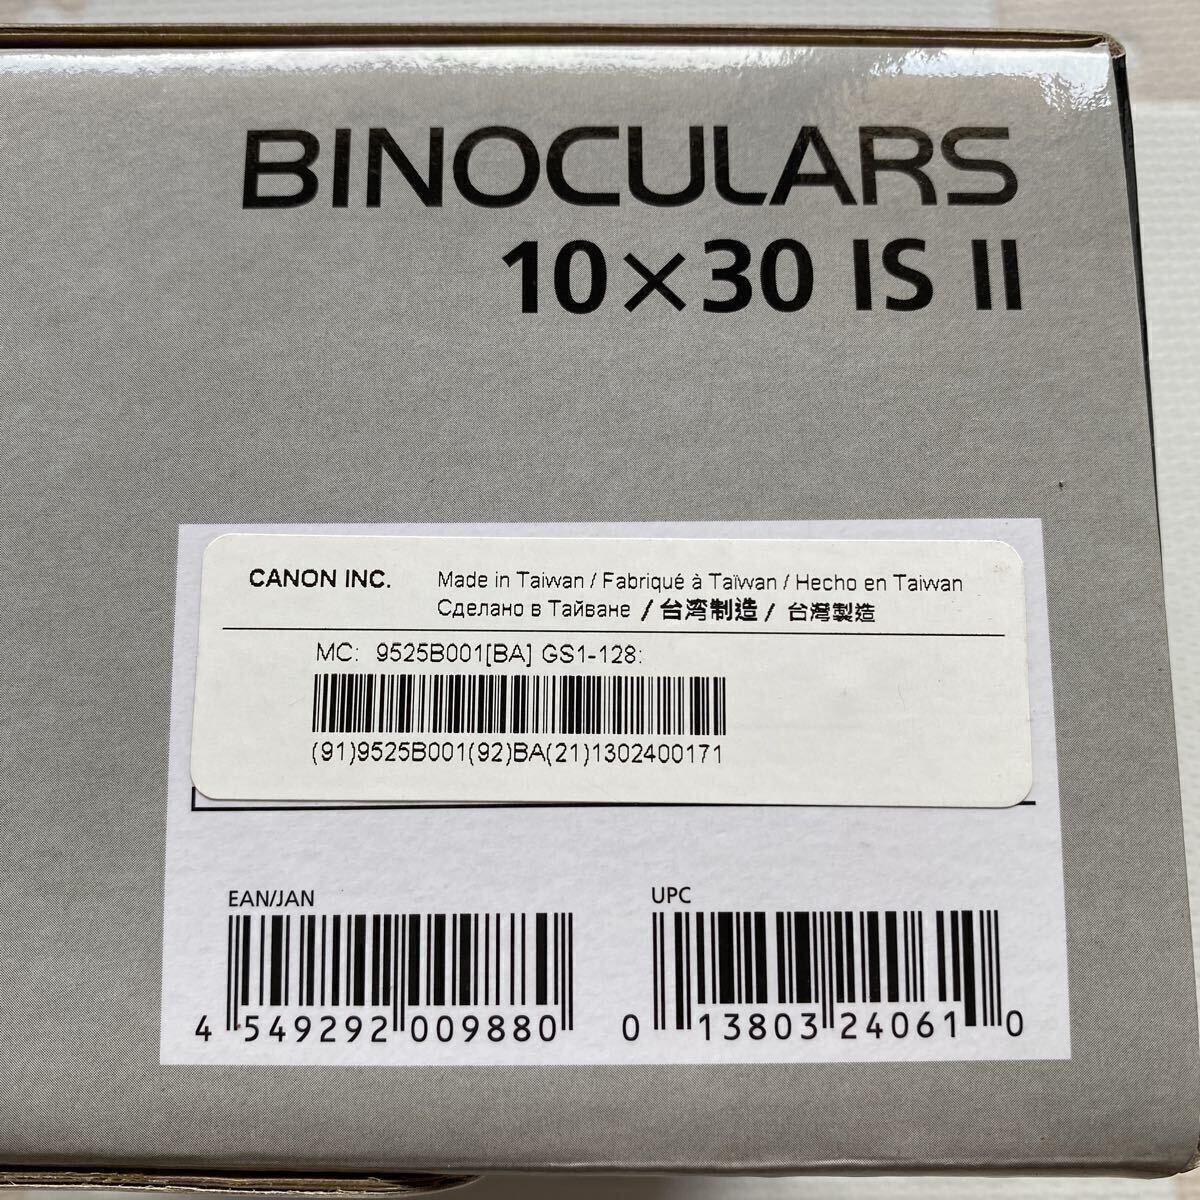 BINOCULARS
10×30 IS II
CANON INC.
Made in Taiwan / Fabriqué à Taïwan / Hecho en Taiwan
Сделано в Тайване / 台湾制造 / 台灣製造
MC: 9525B001[BA] GS1-128:
(91)9525B001(92)BA(21)1302400171
EAN/JAN
4 549292 009880
UPC
0 13803 24061 0